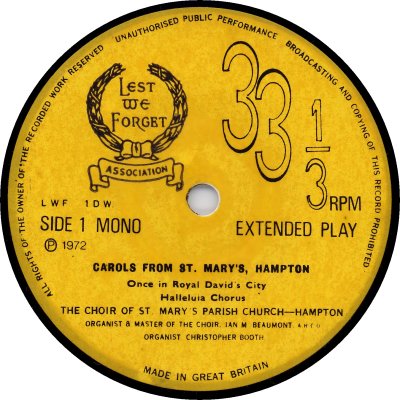 ALL RIGHTS OF THE OWNER OF THE RECORDED WORK RESERVED UNAUTHORISED PUBLIC PERFORMANCE BROADCASTING AND COPYING OF THIS RECORD PROHIBITED
LEST
WE
FORGET
ASSOCIATION
33 1/3 RPM
LWF 1DW
SIDE 1 MONO
EXTENDED PLAY
Ⓟ 1972
CAROLS FROM ST. MARY'S, HAMPTON
Once in Royal David's City
Halleluia Chorus
THE CHOIR OF ST. MARY'S PARISH CHURCH—HAMPTON
ORGANIST & MASTER OF THE CHOIR, IAN M. BEAUMONT, A.R.C.O.
ORGANIST CHRISTOPHER BOOTH
MADE IN GREAT BRITAIN